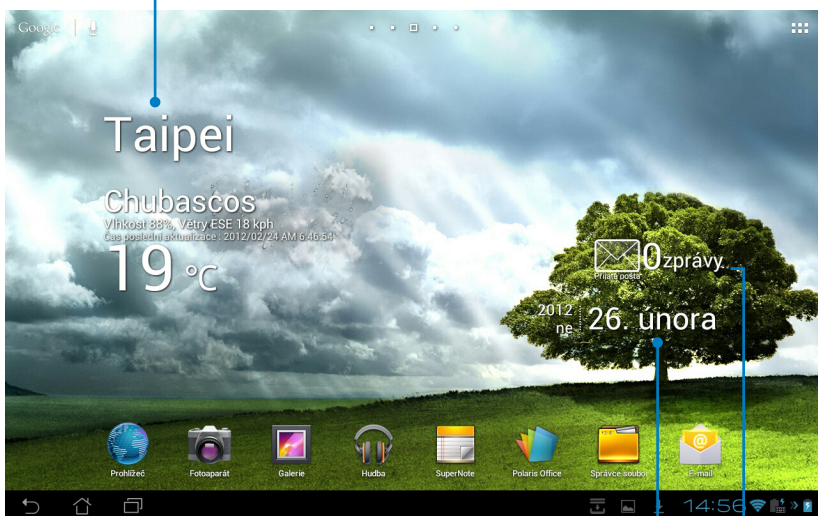 Google
Taipei
Chubascos
Vlhkost 88%, Větry ESE 18 kph
Čas poslední aktualizace : 2012/02/24 AM 6:46:54
19 °C
0 zprávy
Přijatá pošta
2012
ne
26. února
Prohlížeč
Fotoaparát
Galerie
Hudba
SuperNote
Polaris Office
Správce soubo
E-mail
14:56